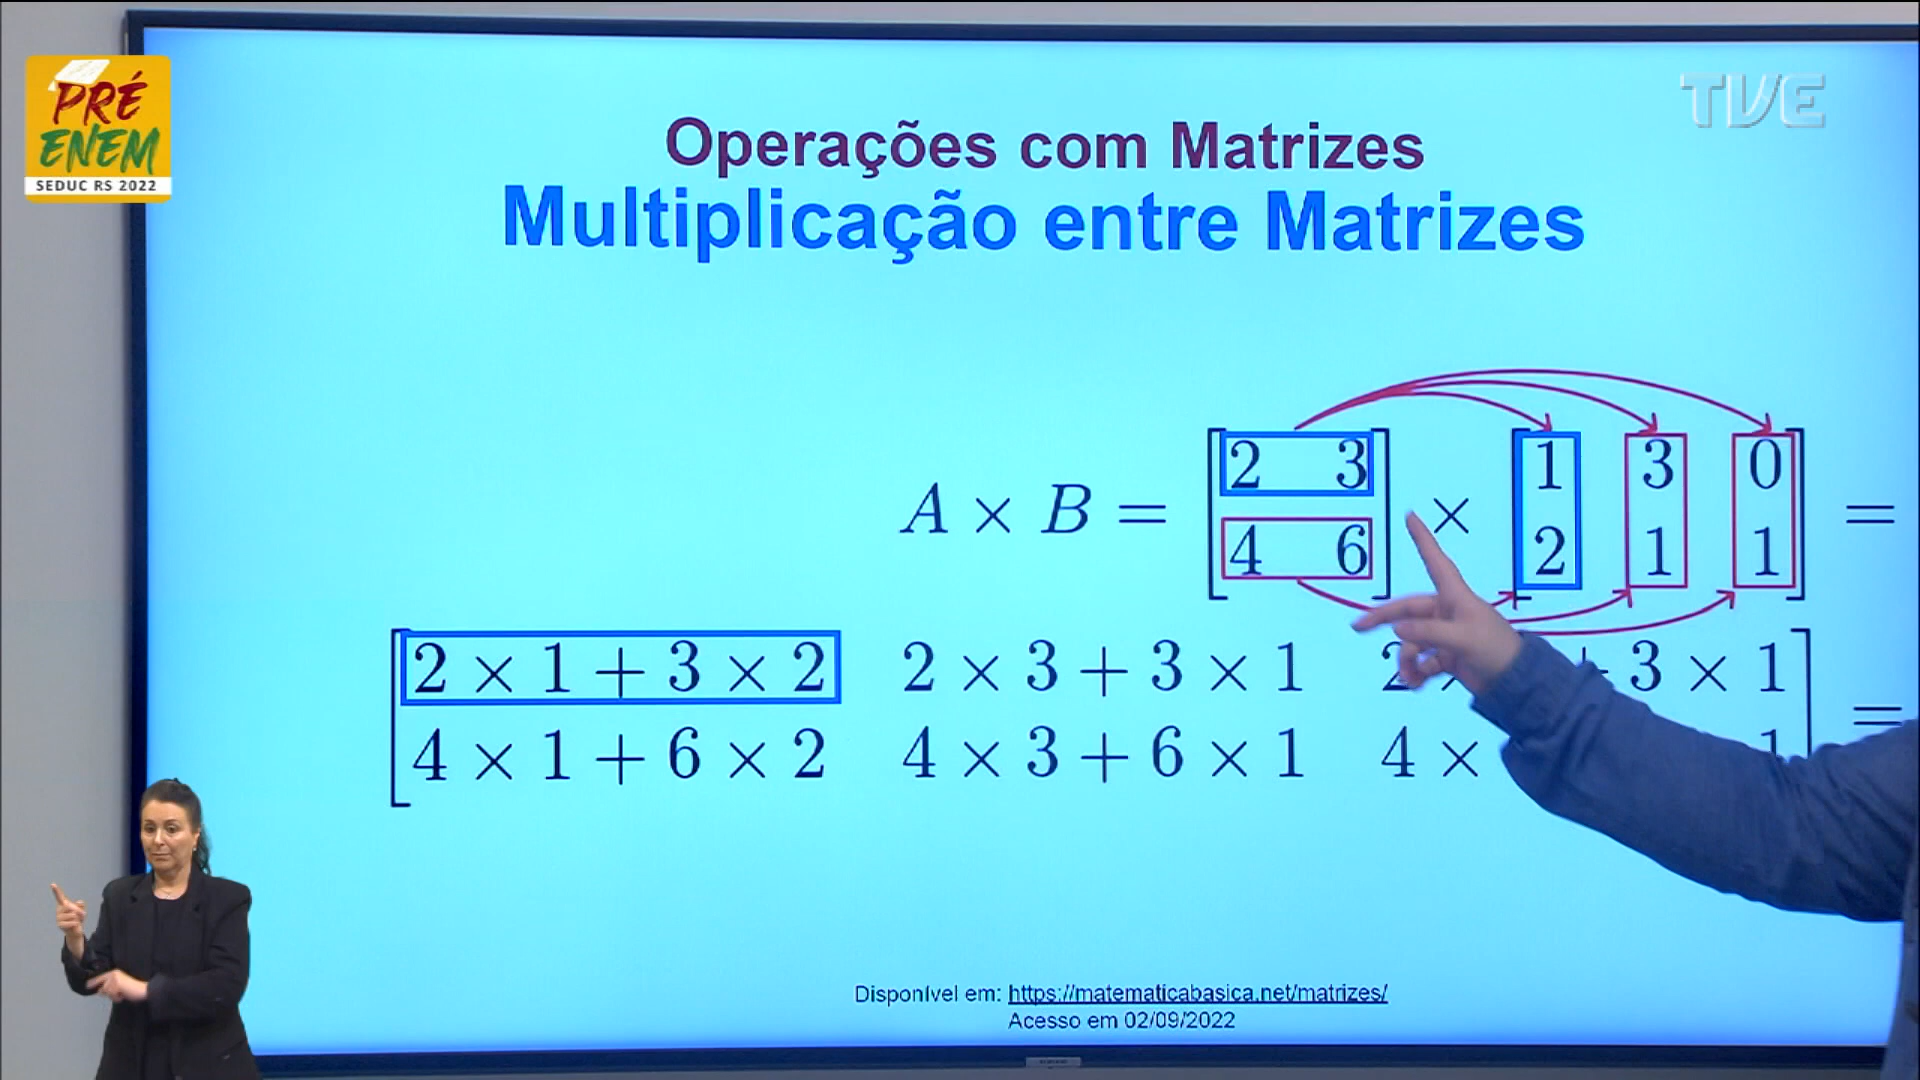 PRÉ
ENEM
SEDUC RS 2022
TVE
Operações com Matrizes
Multiplicação entre Matrizes
A × B = [2 3 × [1 3 0] =
4 6] 2 1 1
[2 × 1 + 3 × 2 2 × 3 + 3 × 1 2 × + 3 × 1] =
4 × 1 + 6 × 2 4 × 3 + 6 × 1 4 × 1
Disponível em: https://matematicabasica.net/matrizes/
Acesso em 02/09/2022